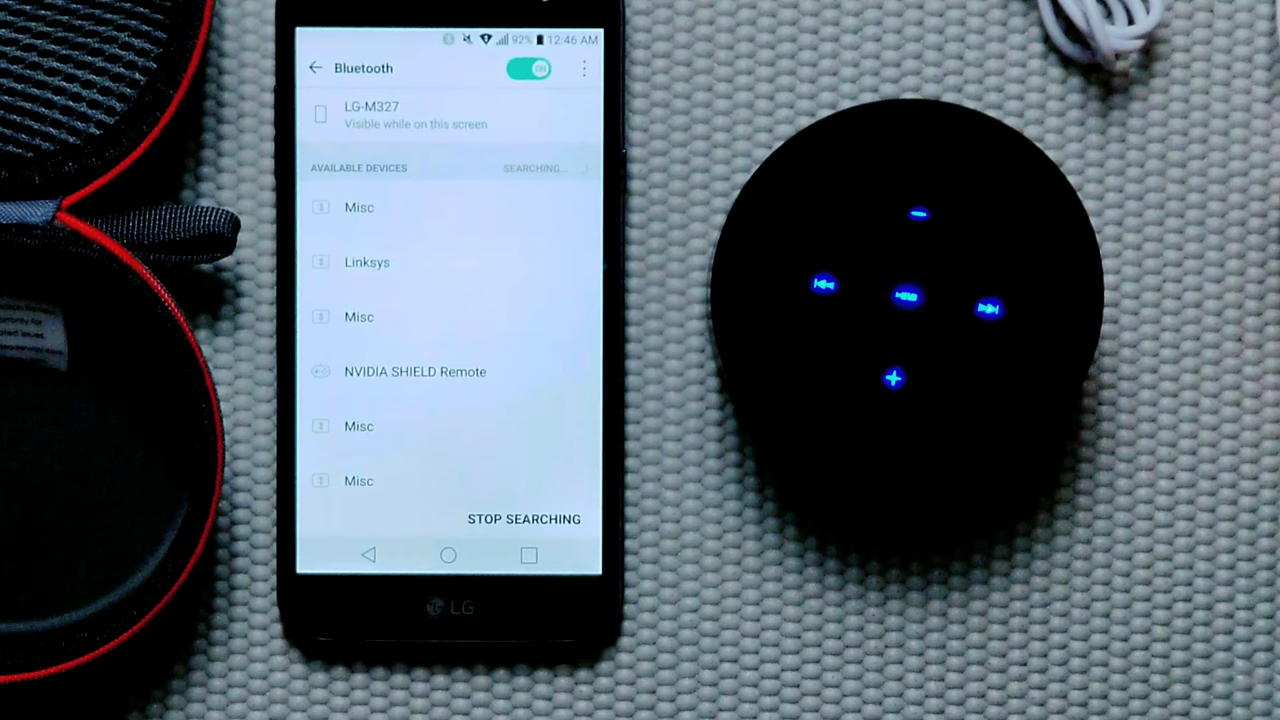 92% 12:46 AM
Bluetooth ON
LG-M327
Visible while on this screen
AVAILABLE DEVICES SEARCHING...
Misc
Linksys
Misc
NVIDIA SHIELD Remote
Misc
Misc
STOP SEARCHING
LG